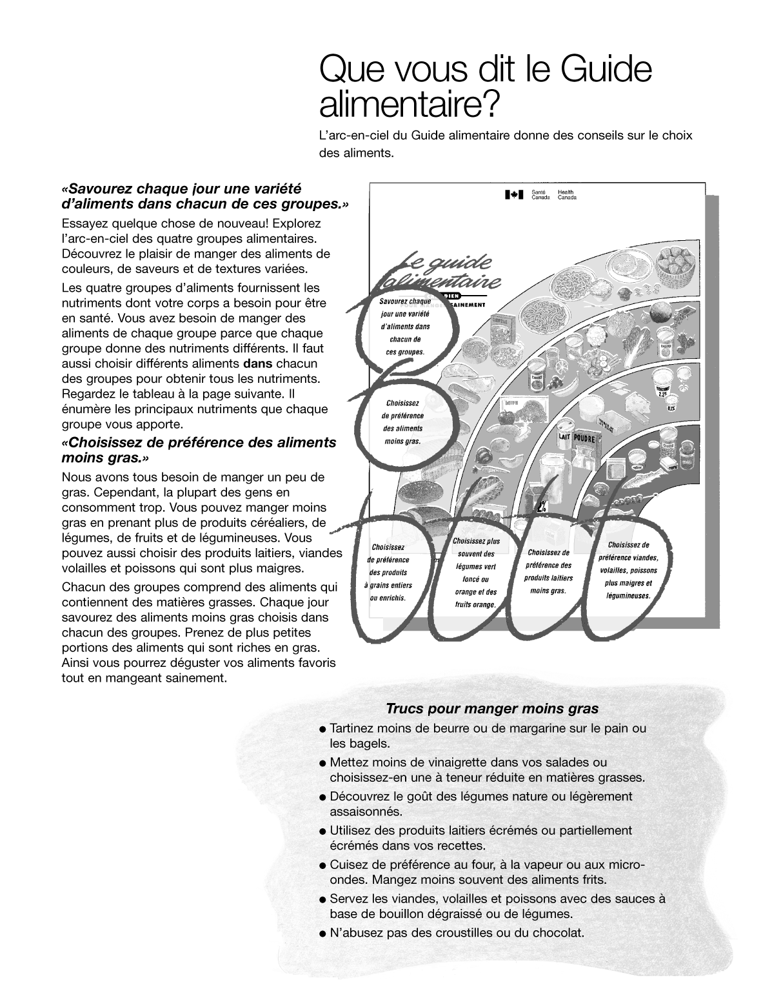 Que vous dit le Guide
alimentaire?
L'arc-en-ciel du Guide alimentaire donne des conseils sur le choix
des aliments.
«Savourez chaque jour une variété
d'aliments dans chacun de ces groupes.»
Essayez quelque chose de nouveau! Explorez
l'arc-en-ciel des quatre groupes alimentaires.
Découvrez le plaisir de manger des aliments de
couleurs, de saveurs et de textures variées.
Les quatre groupes d'aliments fournissent les
nutriments dont votre corps a besoin pour être
en santé. Vous avez besoin de manger des
aliments de chaque groupe parce que chaque
groupe donne des nutriments différents. Il faut
aussi choisir différents aliments dans chacun
des groupes pour obtenir tous les nutriments.
Regardez le tableau à la page suivante. Il
énumère les principaux nutriments que chaque
groupe vous apporte.
«Choisissez de préférence des aliments
moins gras.»
Nous avons tous besoin de manger un peu de
gras. Cependant, la plupart des gens en
consomment trop. Vous pouvez manger moins
gras en prenant plus de produits céréaliers, de
légumes, de fruits et de légumineuses. Vous
pouvez aussi choisir des produits laitiers, viandes
volailles et poissons qui sont plus maigres.
Chacun des groupes comprend des aliments qui
contiennent des matières grasses. Chaque jour
savourez des aliments moins gras choisis dans
chacun des groupes. Prenez de plus petites
portions des aliments qui sont riches en gras.
Ainsi vous pourrez déguster vos aliments favoris
tout en mangeant sainement.
Santé Canada
Health Canada
Le guide
alimentaire
SAINEMENT
Savourez chaque
jour une variété
d'aliments dans
chacun de
ces groupes.
Choisissez
de préférence
des aliments
moins gras.
YOGOURT
2.2%
0.1%
LAIT
POUDRE
TOFU
2%
Choisissez
de préférence
des produits
à grains entiers
ou enrichis.
Choisissez plus
souvent des
légumes vert
foncé ou
orange et des
fruits orange.
Choisissez de
préférence des
produits laitiers
moins gras.
Choisissez de
préférence viandes,
volailles, poissons
plus maigres et
légumineuses.
Trucs pour manger moins gras
● Tartinez moins de beurre ou de margarine sur le pain ou
les bagels.
● Mettez moins de vinaigrette dans vos salades ou
choisissez-en une à teneur réduite en matières grasses.
● Découvrez le goût des légumes nature ou légèrement
assaisonnés.
● Utilisez des produits laitiers écrémés ou partiellement
écrémés dans vos recettes.
● Cuisez de préférence au four, à la vapeur ou aux micro-
ondes. Mangez moins souvent des aliments frits.
● Servez les viandes, volailles et poissons avec des sauces à
base de bouillon dégraissé ou de légumes.
● N'abusez pas des croustilles ou du chocolat.